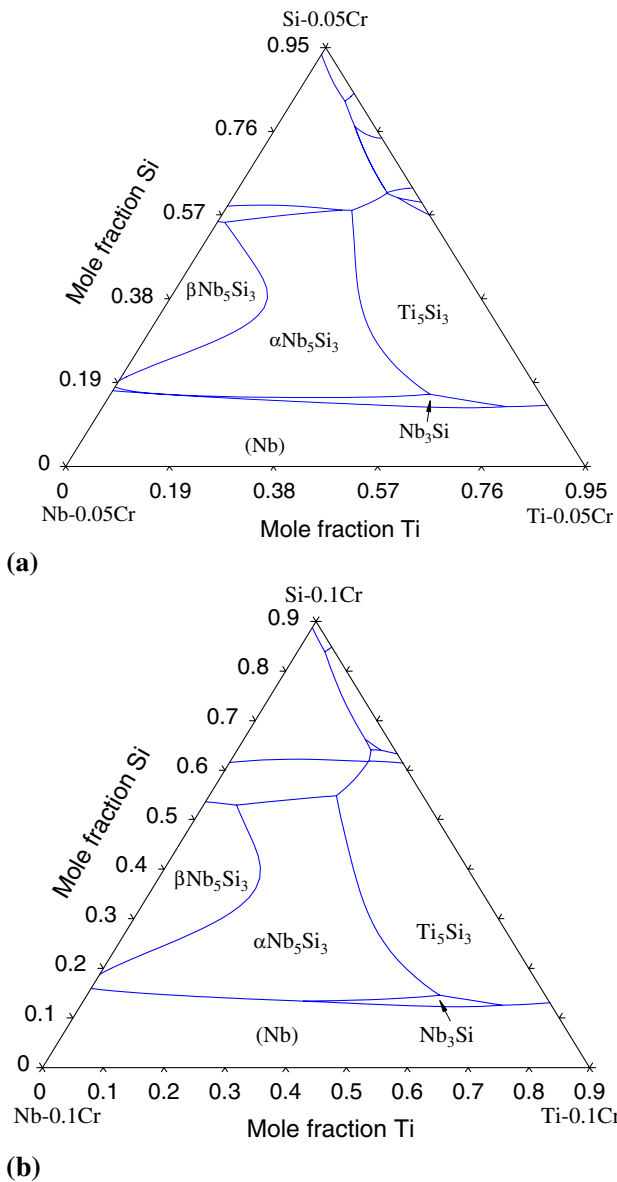 Si-0.05Cr
0.95
0.76
Mole fraction Si
0.57
0.38
βNb₅Si₃
Ti₅Si₃
αNb₅Si₃
0.19
Nb₃Si
(Nb)
0
0 0.19 0.38 0.57 0.76 0.95
Nb-0.05Cr Mole fraction Ti Ti-0.05Cr
(a)
Si-0.1Cr
0.9
0.8
0.7
Mole fraction Si
0.6
0.5
0.4
βNb₅Si₃
0.3
Ti₅Si₃
αNb₅Si₃
0.2
0.1
(Nb) Nb₃Si
0
0 0.1 0.2 0.3 0.4 0.5 0.6 0.7 0.8 0.9
Nb-0.1Cr Mole fraction Ti Ti-0.1Cr
(b)